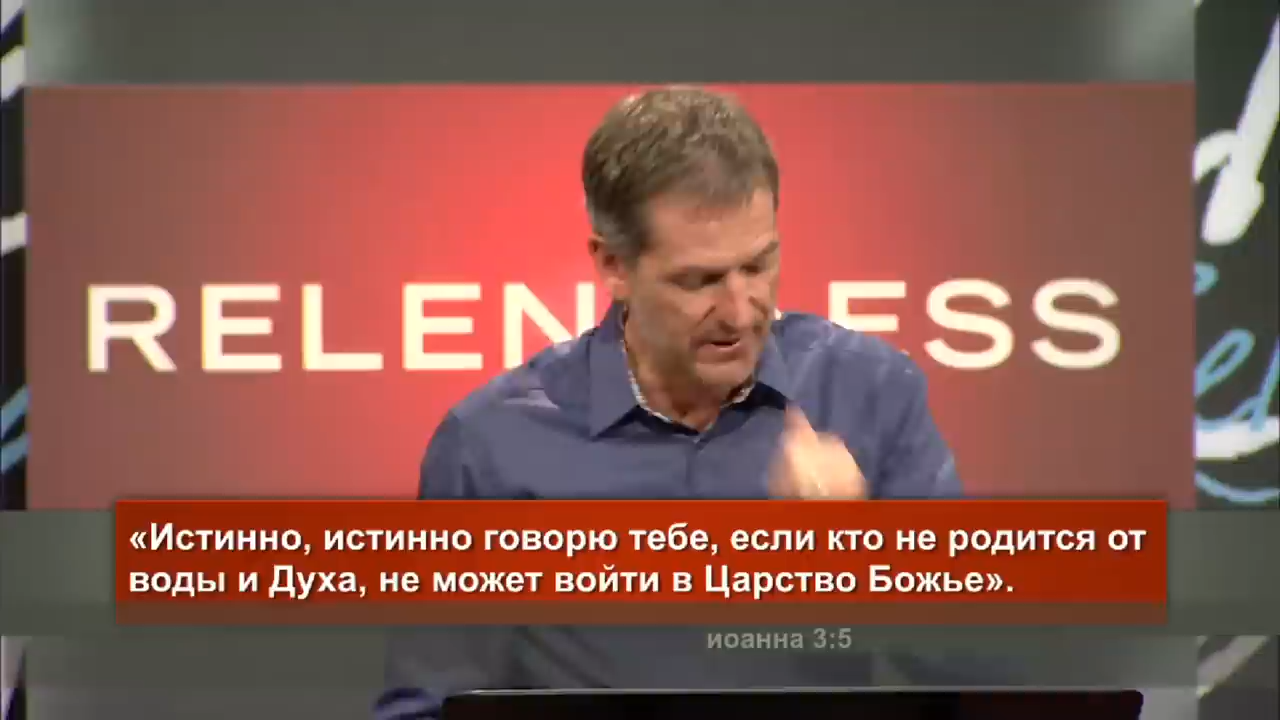 RELENTLESS
«Истинно, истинно говорю тебе, если кто не родится от
воды и Духа, не может войти в Царство Божье».
иоанна 3:5